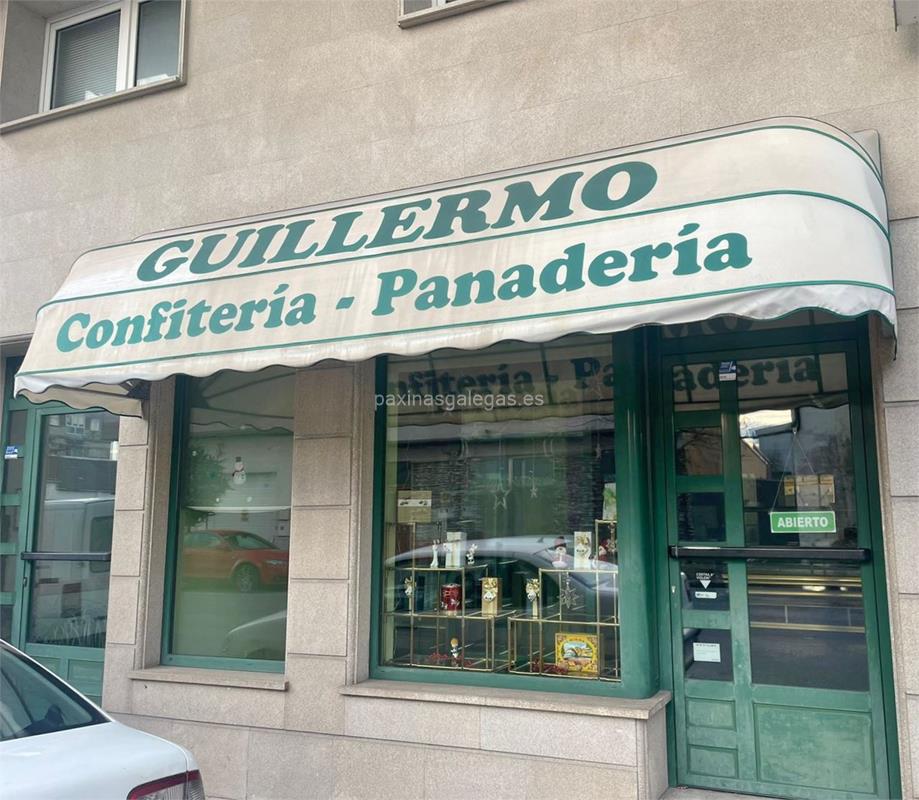 GUILLERMO
Confitería - Panadería
paxinasgalegas.es
ABIERTO